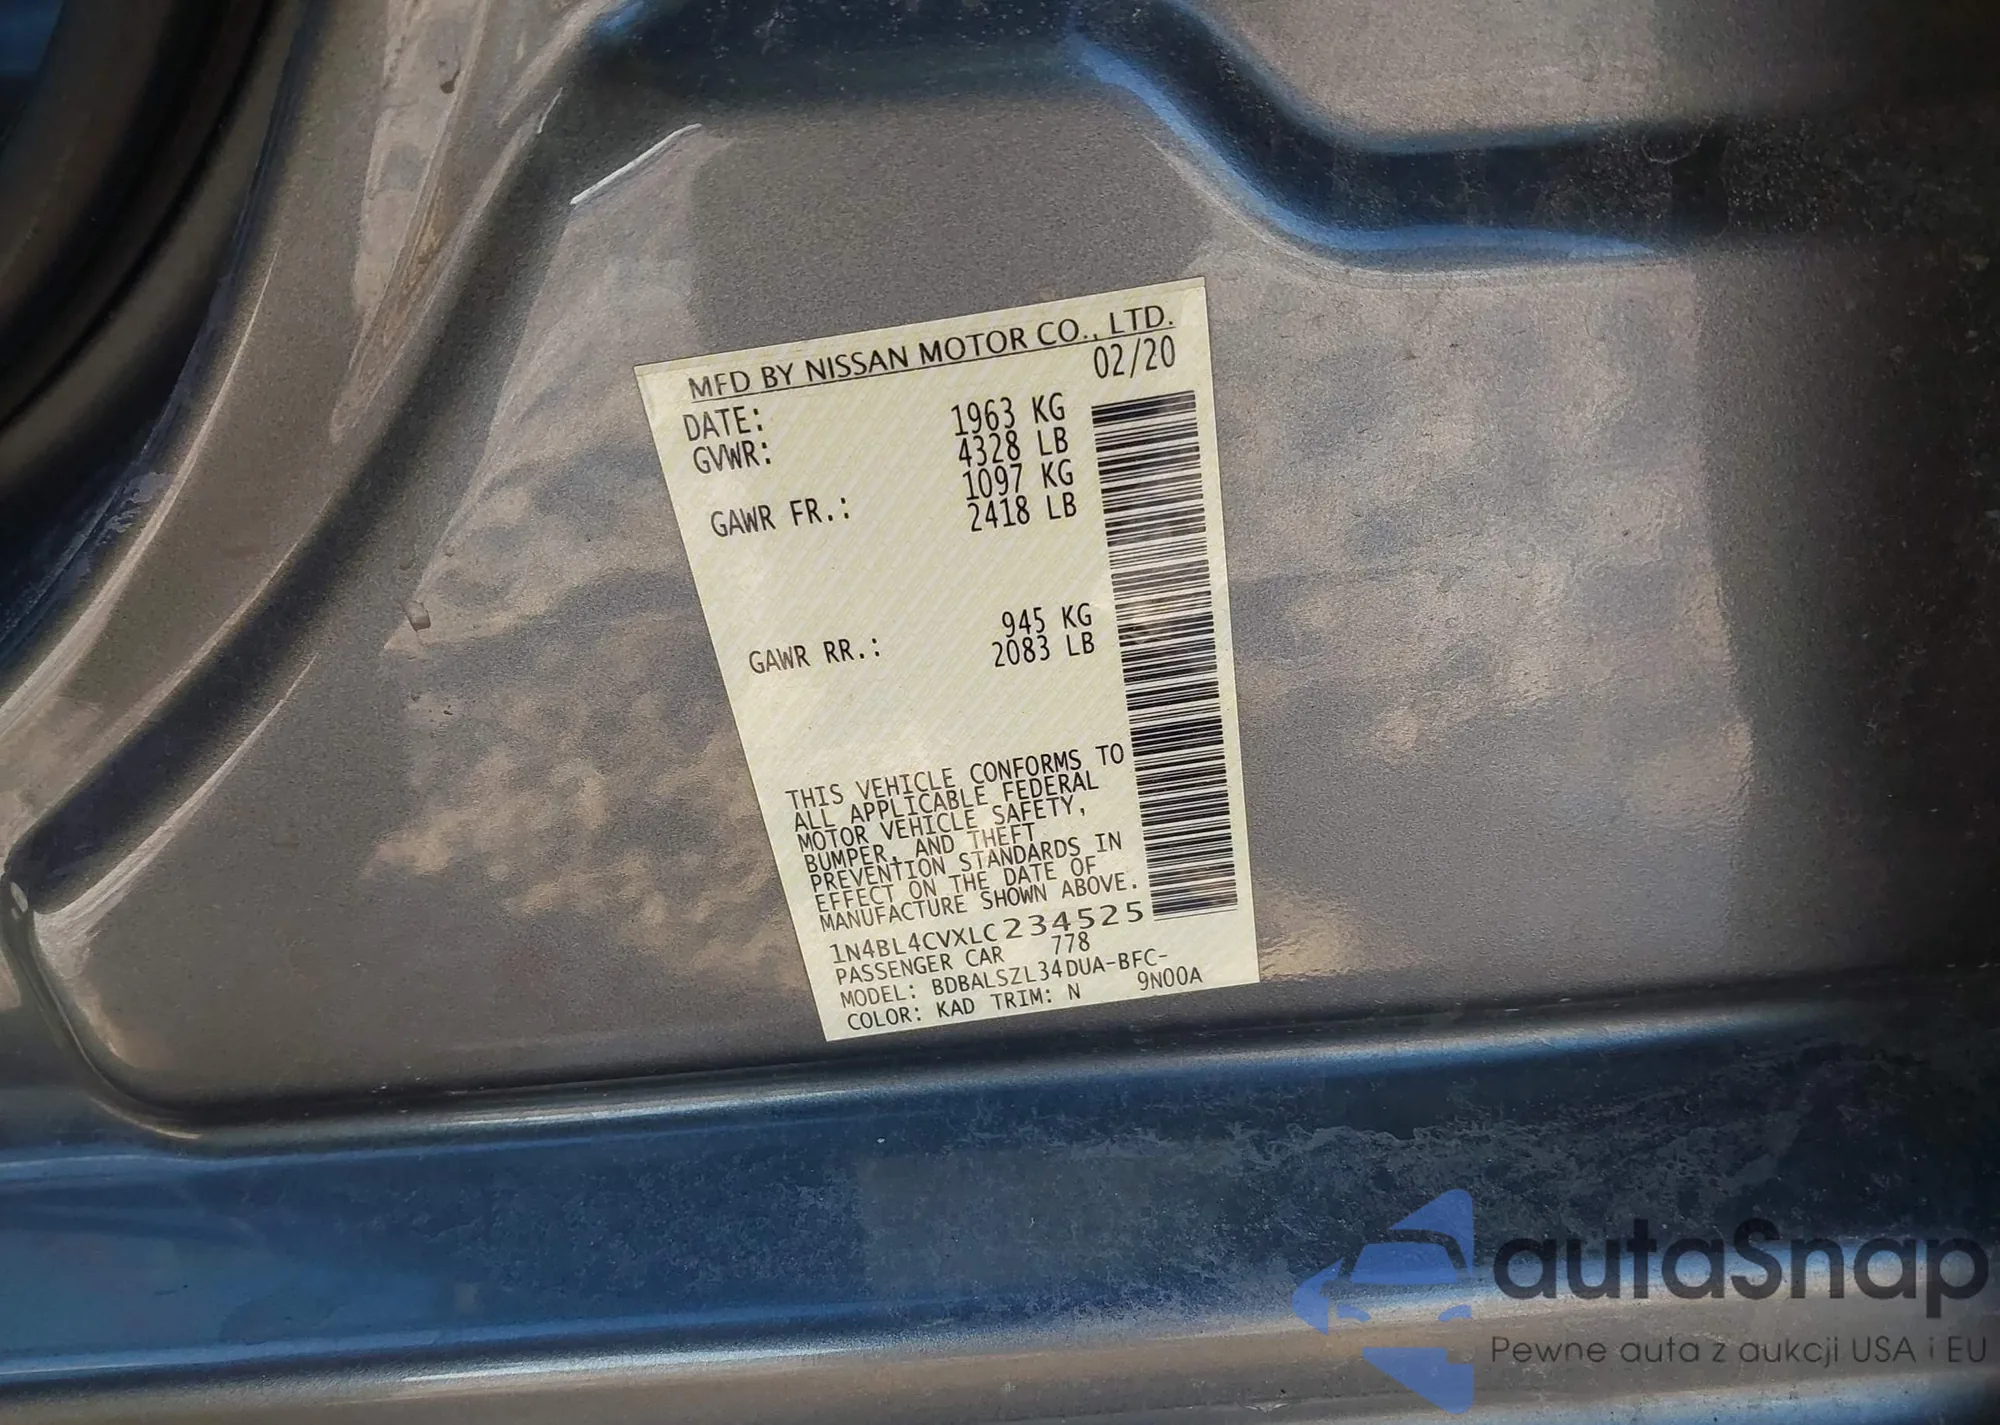 MFD BY NISSAN MOTOR CO., LTD.
DATE: 02/20
GVWR: 1963 KG
4328 LB
GAWR FR.: 1097 KG
2418 LB
GAWR RR.: 945 KG
2083 LB
THIS VEHICLE CONFORMS TO
ALL APPLICABLE FEDERAL
MOTOR VEHICLE SAFETY,
BUMPER, AND THEFT
PREVENTION STANDARDS IN
EFFECT ON THE DATE OF
MANUFACTURE SHOWN ABOVE.
1N4BL4CVXLC234525
PASSENGER CAR 778
MODEL: BDBALSZL34DUA-BFC-
9N00A
COLOR: KAD TRIM: N
autaSnap
Pewne auta z aukcji USA i EU